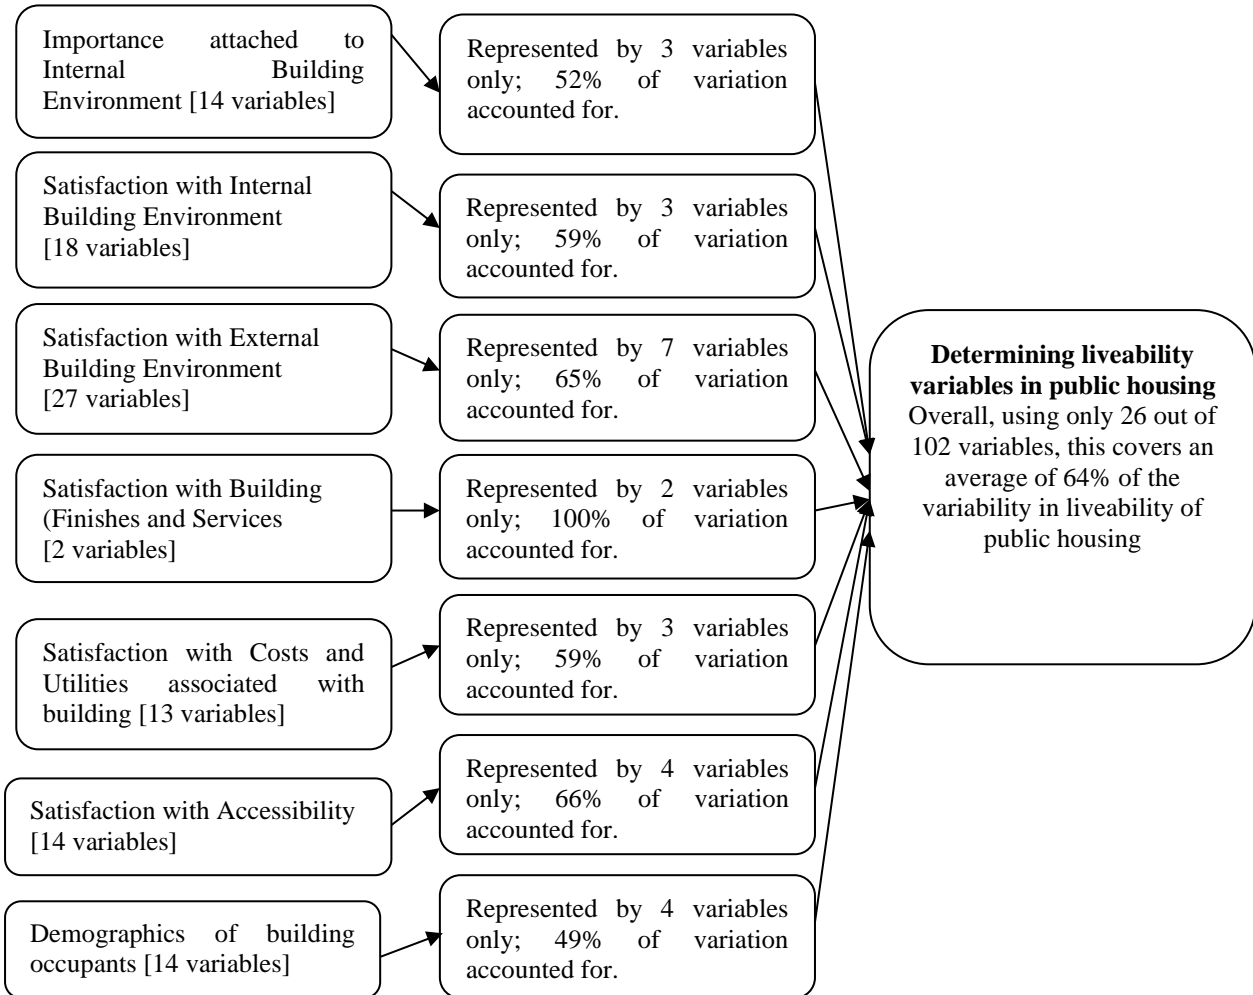 Importance attached to
Internal Building
Environment [14 variables]
Represented by 3 variables
only; 52% of variation
accounted for.
Satisfaction with Internal
Building Environment
[18 variables]
Represented by 3 variables
only; 59% of variation
accounted for.
Satisfaction with External
Building Environment
[27 variables]
Represented by 7 variables
only; 65% of variation
accounted for.
Satisfaction with Building
(Finishes and Services
[2 variables]
Represented by 2 variables
only; 100% of variation
accounted for.
Satisfaction with Costs and
Utilities associated with
building [13 variables]
Represented by 3 variables
only; 59% of variation
accounted for.
Satisfaction with Accessibility
[14 variables]
Represented by 4 variables
only; 66% of variation
accounted for.
Demographics of building
occupants [14 variables]
Represented by 4 variables
only; 49% of variation
accounted for.
Determining liveability
variables in public housing
Overall, using only 26 out of
102 variables, this covers an
average of 64% of the
variability in liveability of
public housing